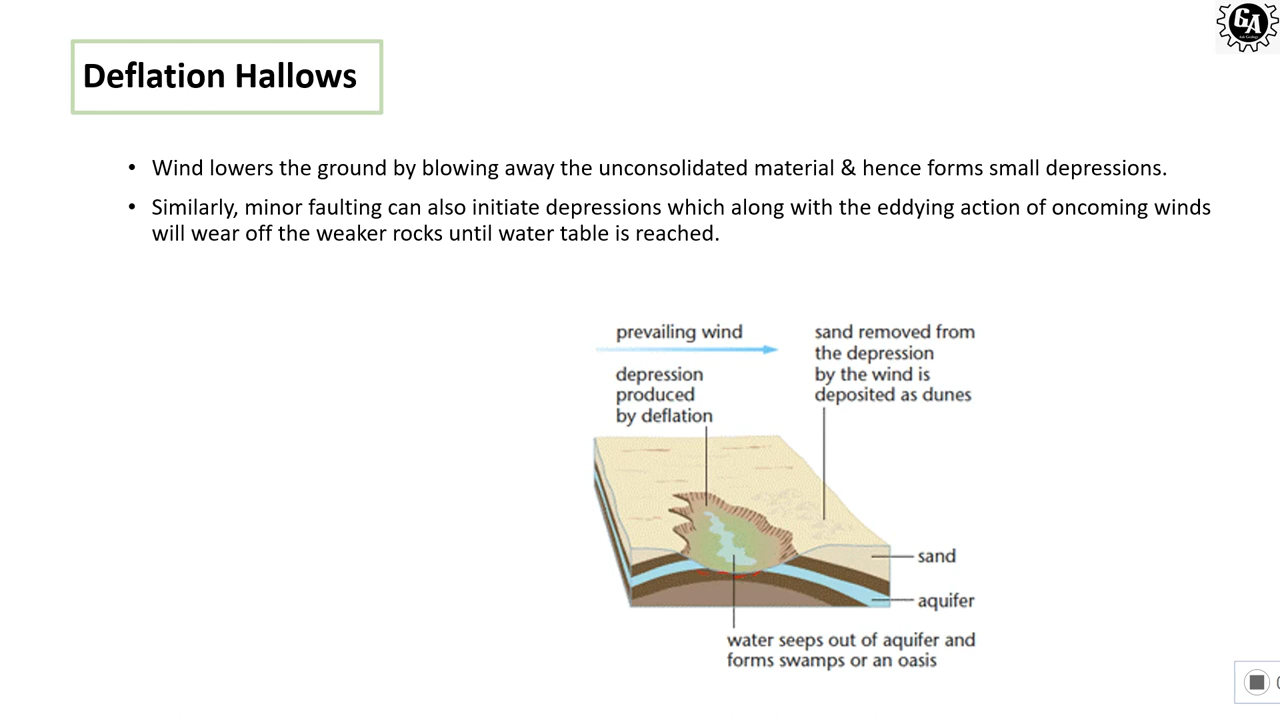 GA
Deflation Hallows
• Wind lowers the ground by blowing away the unconsolidated material & hence forms small depressions.
• Similarly, minor faulting can also initiate depressions which along with the eddying action of oncoming winds
will wear off the weaker rocks until water table is reached.
prevailing wind
depression
produced
by deflation
sand removed from
the depression
by the wind is
deposited as dunes
sand
aquifer
water seeps out of aquifer and
forms swamps or an oasis